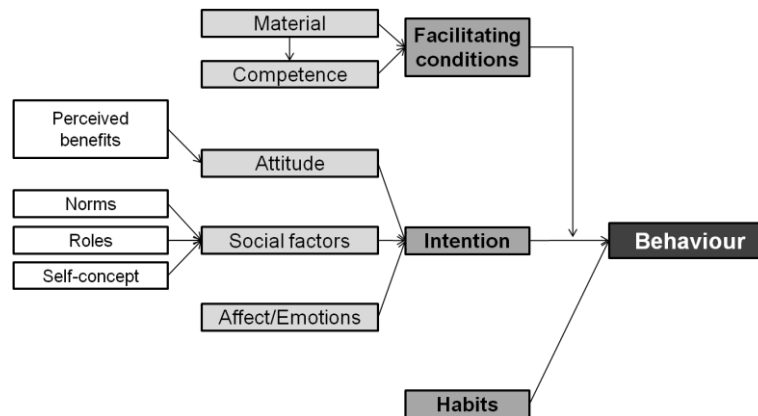 Material
Facilitating
conditions
Competence
Perceived
benefits
Attitude
Norms
Roles
Social factors
Intention
Behaviour
Self-concept
Affect/Emotions
Habits